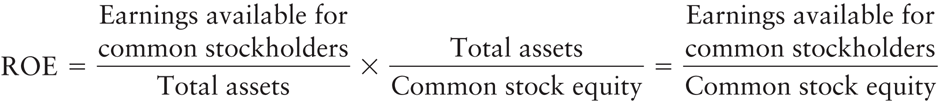 Earnings available for Earnings available for
common stockholders Total assets common stockholders
ROE = × =
Total assets Common stock equity Common stock equity